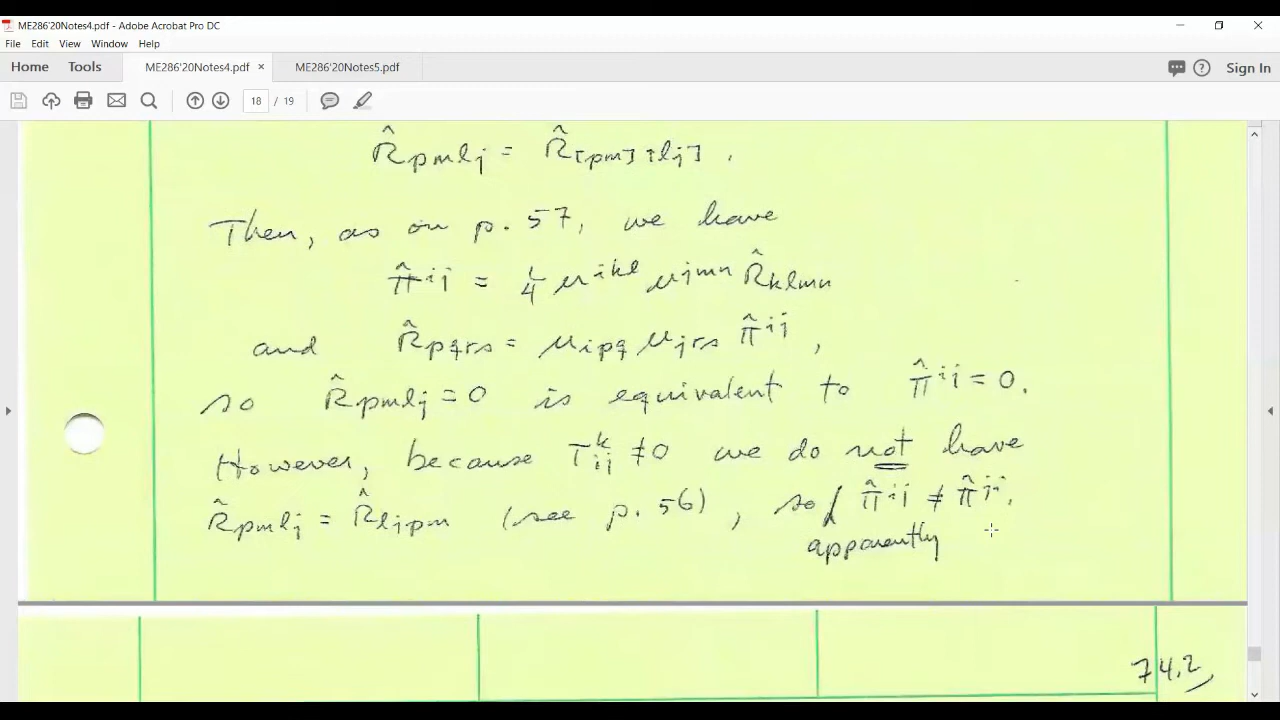 ME286'20Notes4.pdf - Adobe Acrobat Pro DC
File Edit View Window Help
Home Tools ME286'20Notes4.pdf × ME286'20Notes5.pdf Sign In
18 / 19
R̂pmlj = R̂[pm][lj] .
Then, as on p. 57, we have
π̂^ij = 1/4 μ^ikl μ^jmn R̂klmn
and R̂pqrs = μipq μjrs π̂^ij ,
so R̂pmlj = 0 is equivalent to π̂^ij = 0.
However, because T^k_ij ≠ 0 we do not have
R̂pmlj = R̂ljpm (see p. 56) , so / π̂^ij ≠ π̂^ji.
apparently
74.2